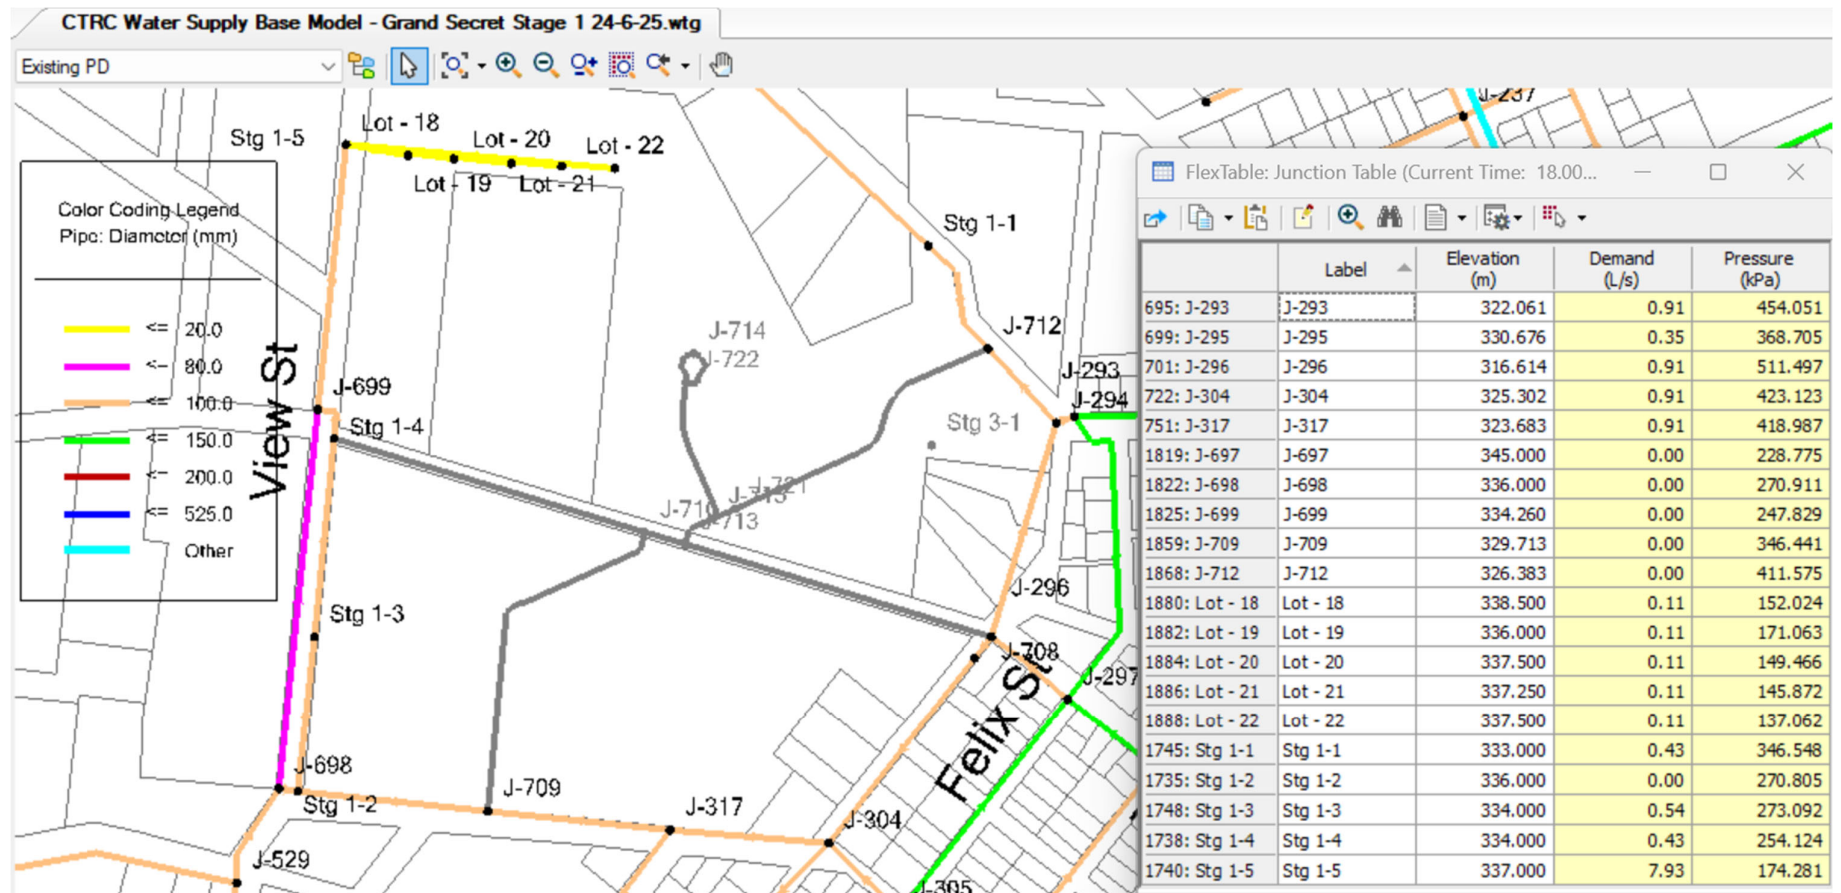 CTRC Water Supply Base Model - Grand Secret Stage 1 24-6-25.wtg
Existing PD
Stg 1-5
Lot - 18
Lot - 20
Lot - 22
Lot - 19
Lot - 21
Color Coding Legend
Pipe: Diameter (mm)
<= 20.0
<= 80.0
<= 100.0
<= 150.0
<= 200.0
<= 525.0
Other
View St
J-699
Stg 1-4
Stg 1-3
J-698
Stg 1-2
J-529
J-709
J-317
J-304
J-305
Felix St
J-708
J-297
J-296
J-714
J-722
J-713
Stg 3-1
Stg 1-1
J-712
J-293
J-294
J-237
FlexTable: Junction Table (Current Time: 18.00...
Label Elevation (m) Demand (L/s) Pressure (kPa)
695: J-293 J-293 322.061 0.91 454.051
699: J-295 J-295 330.676 0.35 368.705
701: J-296 J-296 316.614 0.91 511.497
722: J-304 J-304 325.302 0.91 423.123
751: J-317 J-317 323.683 0.91 418.987
1819: J-697 J-697 345.000 0.00 228.775
1822: J-698 J-698 336.000 0.00 270.911
1825: J-699 J-699 334.260 0.00 247.829
1859: J-709 J-709 329.713 0.00 346.441
1868: J-712 J-712 326.383 0.00 411.575
1880: Lot - 18 Lot - 18 338.500 0.11 152.024
1882: Lot - 19 Lot - 19 336.000 0.11 171.063
1884: Lot - 20 Lot - 20 337.500 0.11 149.466
1886: Lot - 21 Lot - 21 337.250 0.11 145.872
1888: Lot - 22 Lot - 22 337.500 0.11 137.062
1745: Stg 1-1 Stg 1-1 333.000 0.43 346.548
1735: Stg 1-2 Stg 1-2 336.000 0.00 270.805
1748: Stg 1-3 Stg 1-3 334.000 0.54 273.092
1738: Stg 1-4 Stg 1-4 334.000 0.43 254.124
1740: Stg 1-5 Stg 1-5 337.000 7.93 174.281